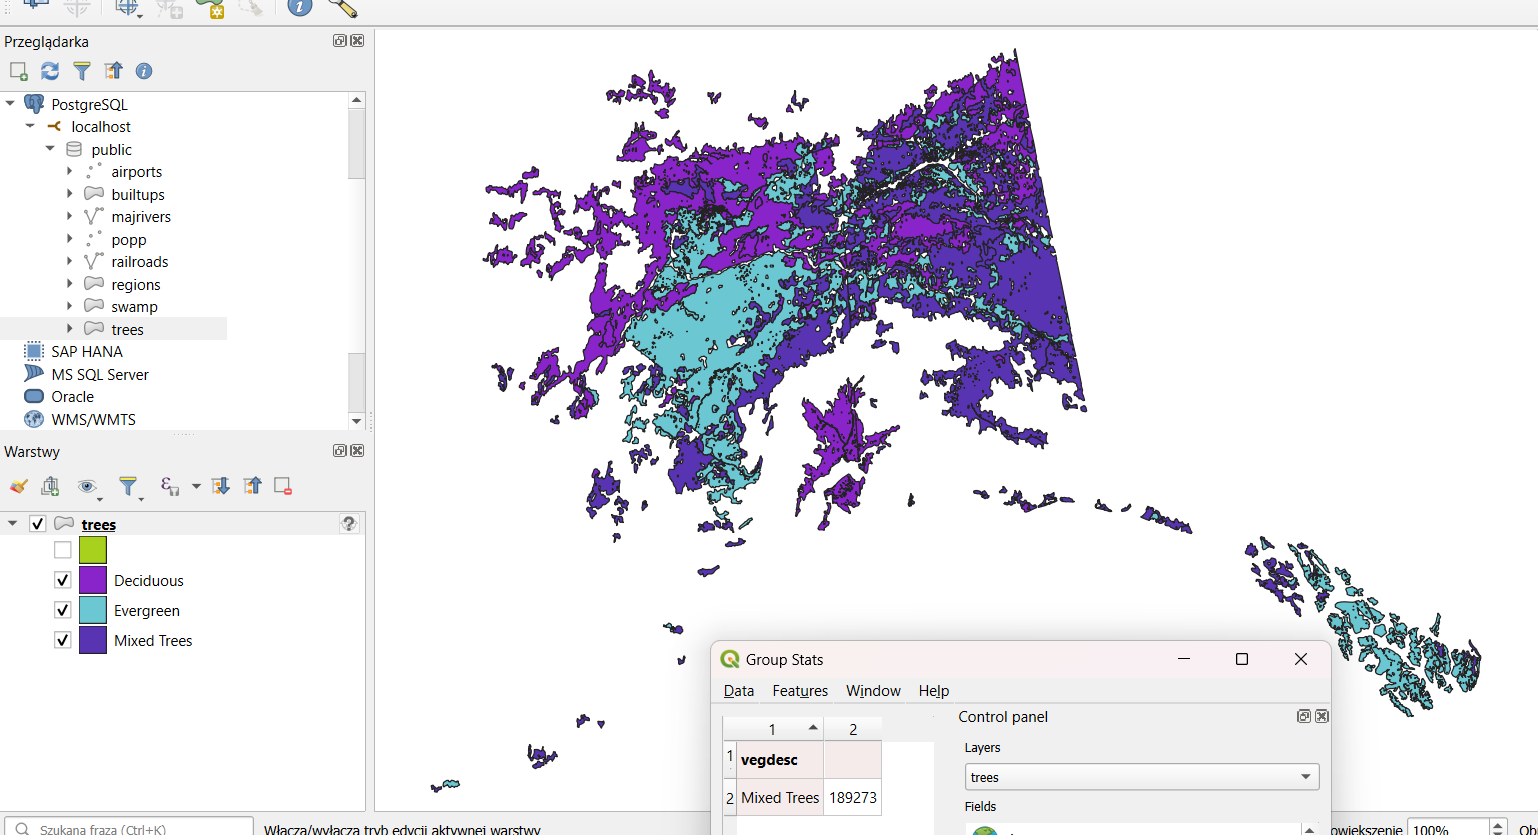 Przeglądarka
PostgreSQL
localhost
public
airports
builtups
majrivers
popp
railroads
regions
swamp
trees
SAP HANA
MS SQL Server
Oracle
WMS/WMTS
Warstwy
trees
Deciduous
Evergreen
Mixed Trees
Group Stats
Data Features Window Help
Control panel
1 2
Layers
1 vegdesc
trees
2 Mixed Trees 189273
Fields
Szukana fraza (Ctrl+K)
Włącza/wyłącza tryb edycji aktywnej warstwy
100%